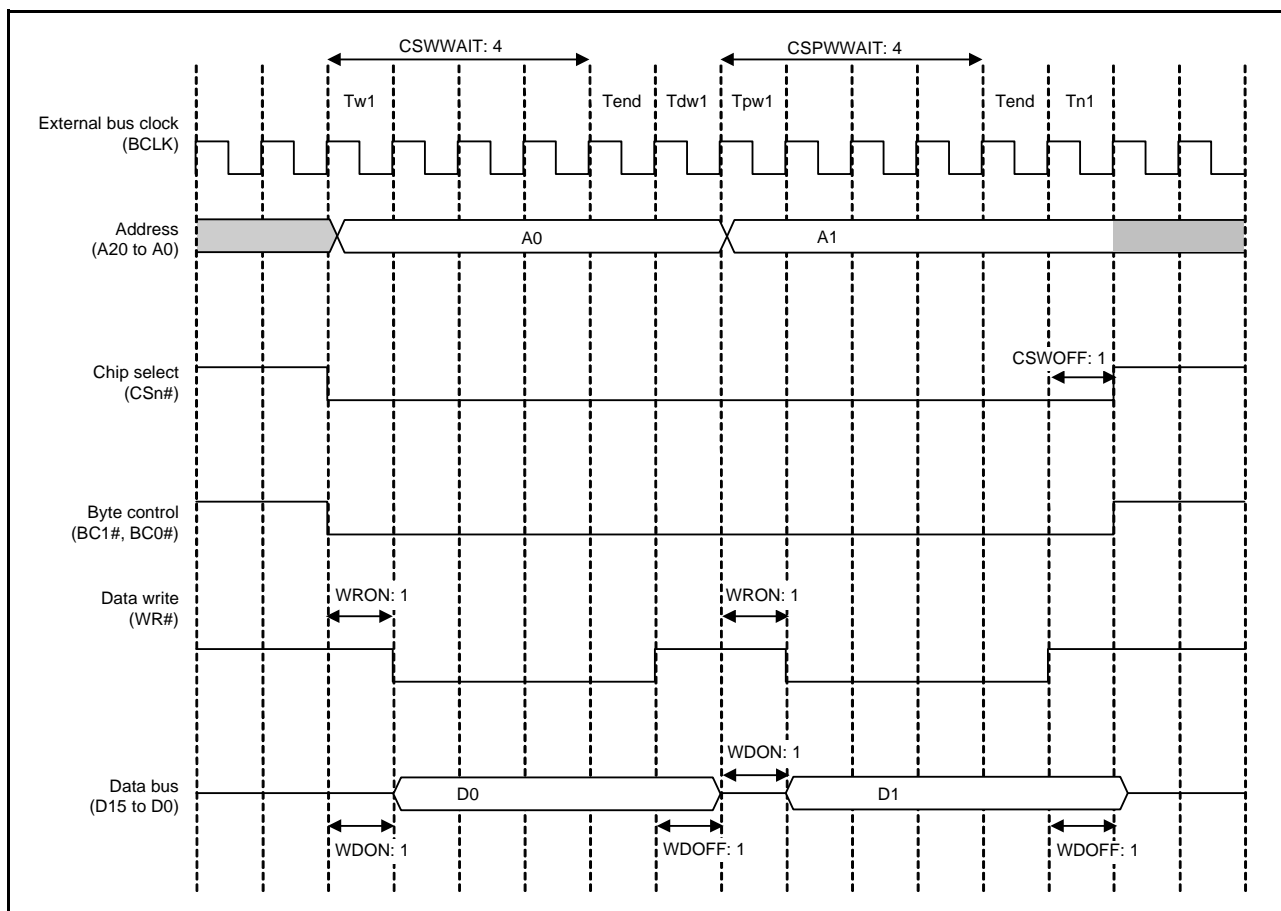 CSWWAIT: 4
CSPWWAIT: 4
Tw1
Tend
Tdw1
Tpw1
Tend
Tn1
External bus clock
(BCLK)
Address
(A20 to A0)
A0
A1
Chip select
(CSn#)
CSWOFF: 1
Byte control
(BC1#, BC0#)
Data write
(WR#)
WRON: 1
WRON: 1
WDON: 1
Data bus
(D15 to D0)
D0
D1
WDON: 1
WDOFF: 1
WDOFF: 1